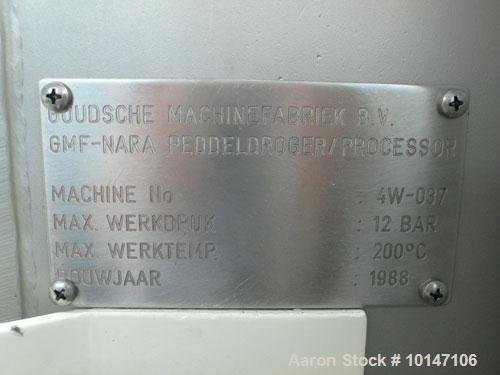 GOUDSCHE MACHINEFABRIEK B.V.
GMF-NARA PEDDELDROGER/PROCESSOR
MACHINE No : 4W-087
MAX. WERKDRUK : 12 BAR
MAX. WERKTEMP. : 200°C
BOUWJAAR : 1988
Aaron Stock # 10147106